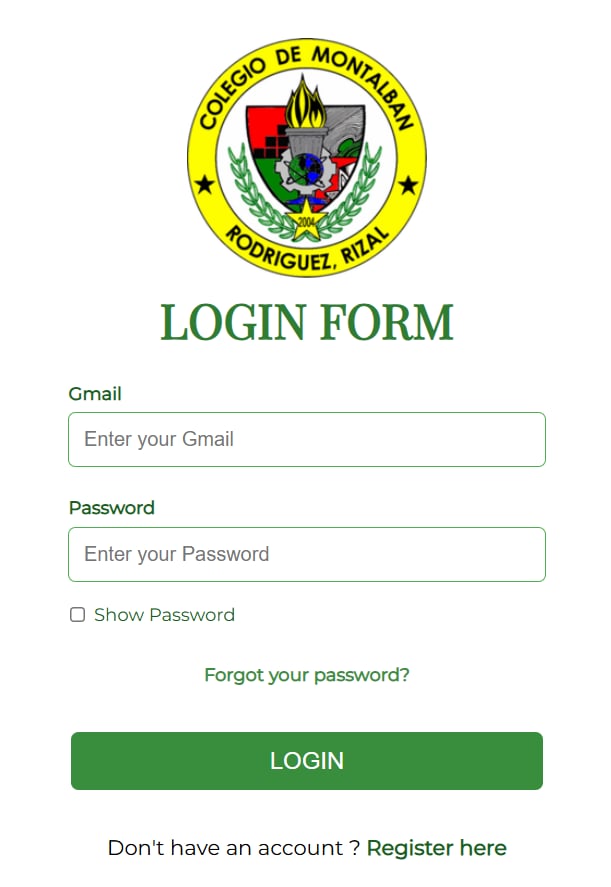 COLEGIO DE MONTALBAN
CDM
2004
RODRIGUEZ, RIZAL
LOGIN FORM
Gmail
Enter your Gmail
Password
Enter your Password
Show Password
Forgot your password?
LOGIN
Don't have an account ? Register here